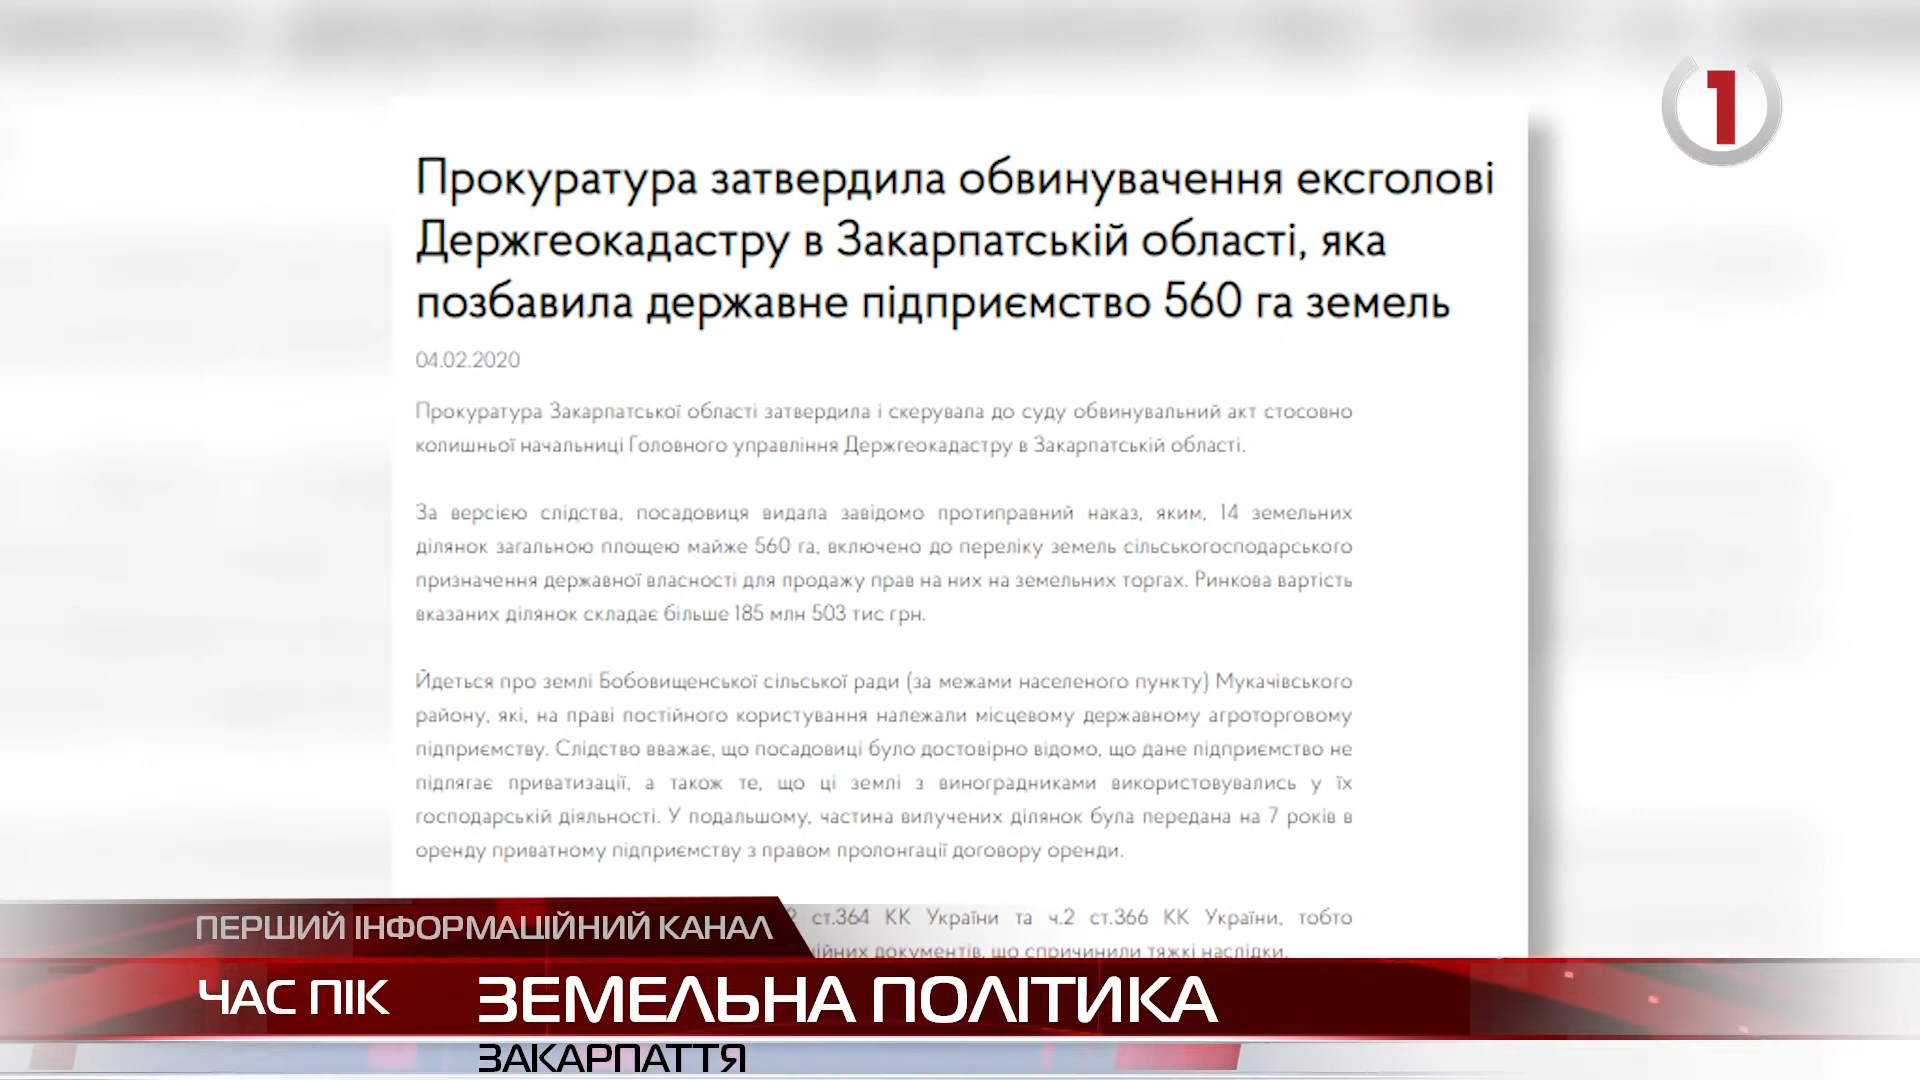 1
Прокуратура затвердила обвинувачення ексголові
Держгеокадастру в Закарпатській області, яка
позбавила державне підприємство 560 га земель
04.02.2020
Прокуратура Закарпатської області затвердила і скерувала до суду обвинувальний акт стосовно
колишньої начальниці Головного управління Держгеокадастру в Закарпатській області.
За версією слідства, посадовиця видала завідомо протиправний наказ, яким, 14 земельних
ділянок загальною площею майже 560 га, включено до переліку земель сільськогосподарського
призначення державної власності для продажу прав на них на земельних торгах. Ринкова вартість
вказаних ділянок складає більше 185 млн 503 тис грн.
Йдеться про землі Бобовищенської сільської ради (за межами населеного пункту) Мукачівського
району, які, на праві постійного користування належали місцевому державному агроторговому
підприємству. Слідство вважає, що посадовиці було достовірно відомо, що дане підприємство не
підлягає приватизації, а також те, що ці землі з виноградниками використовувались у їх
господарській діяльності. У подальшому, частина вилучених ділянок була передана на 7 років в
оренду приватному підприємству з правом пролонгації договору оренди.
ст.364 КК України та ч.2 ст.366 КК України, тобто
документів, що спричинили тяжкі наслідки.
ПЕРШИЙ ІНФОРМАЦІЙНИЙ КАНАЛ
ЧАС ПІК ЗЕМЕЛЬНА ПОЛІТИКА
ЗАКАРПАТТЯ